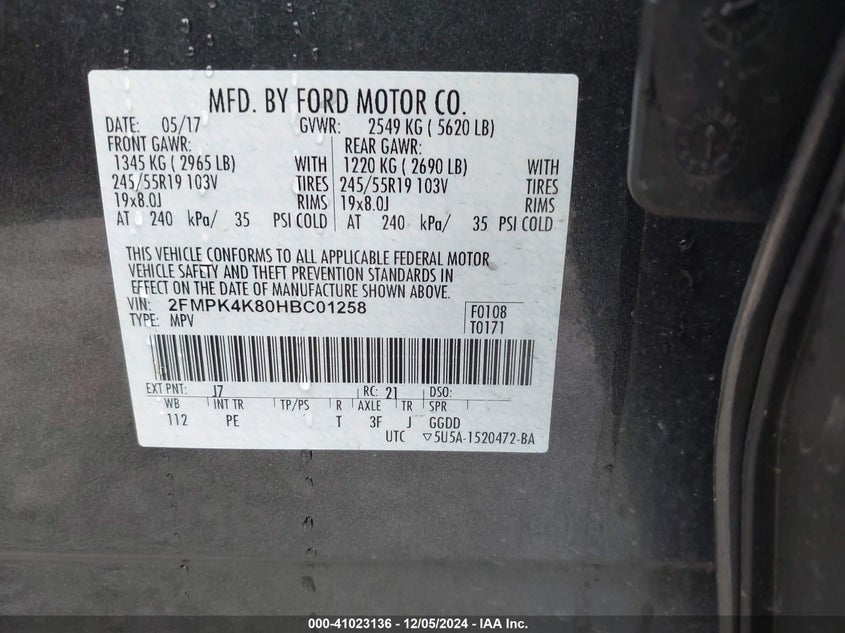 MFD. BY FORD MOTOR CO.
DATE: 05/17 GVWR: 2549 KG ( 5620 LB)
FRONT GAWR: REAR GAWR:
1345 KG ( 2965 LB) WITH 1220 KG ( 2690 LB) WITH
245/55R19 103V TIRES 245/55R19 103V TIRES
19x8.0J RIMS 19x8.0J RIMS
AT 240 kPa/ 35 PSI COLD AT 240 kPa/ 35 PSI COLD
THIS VEHICLE CONFORMS TO ALL APPLICABLE FEDERAL MOTOR
VEHICLE SAFETY AND THEFT PREVENTION STANDARDS IN
EFFECT ON THE DATE OF MANUFACTURE SHOWN ABOVE.
VIN: 2FMPK4K80HBC01258 F0108
TYPE: MPV T0171
EXT PNT: J7 RC: 21 DSO:
WB INT TR TP/PS R AXLE TR SPR
112 PE T 3F J GGDD
UTC ▽5U5A-1520472-BA
000-41023136 - 12/05/2024 - IAA Inc.